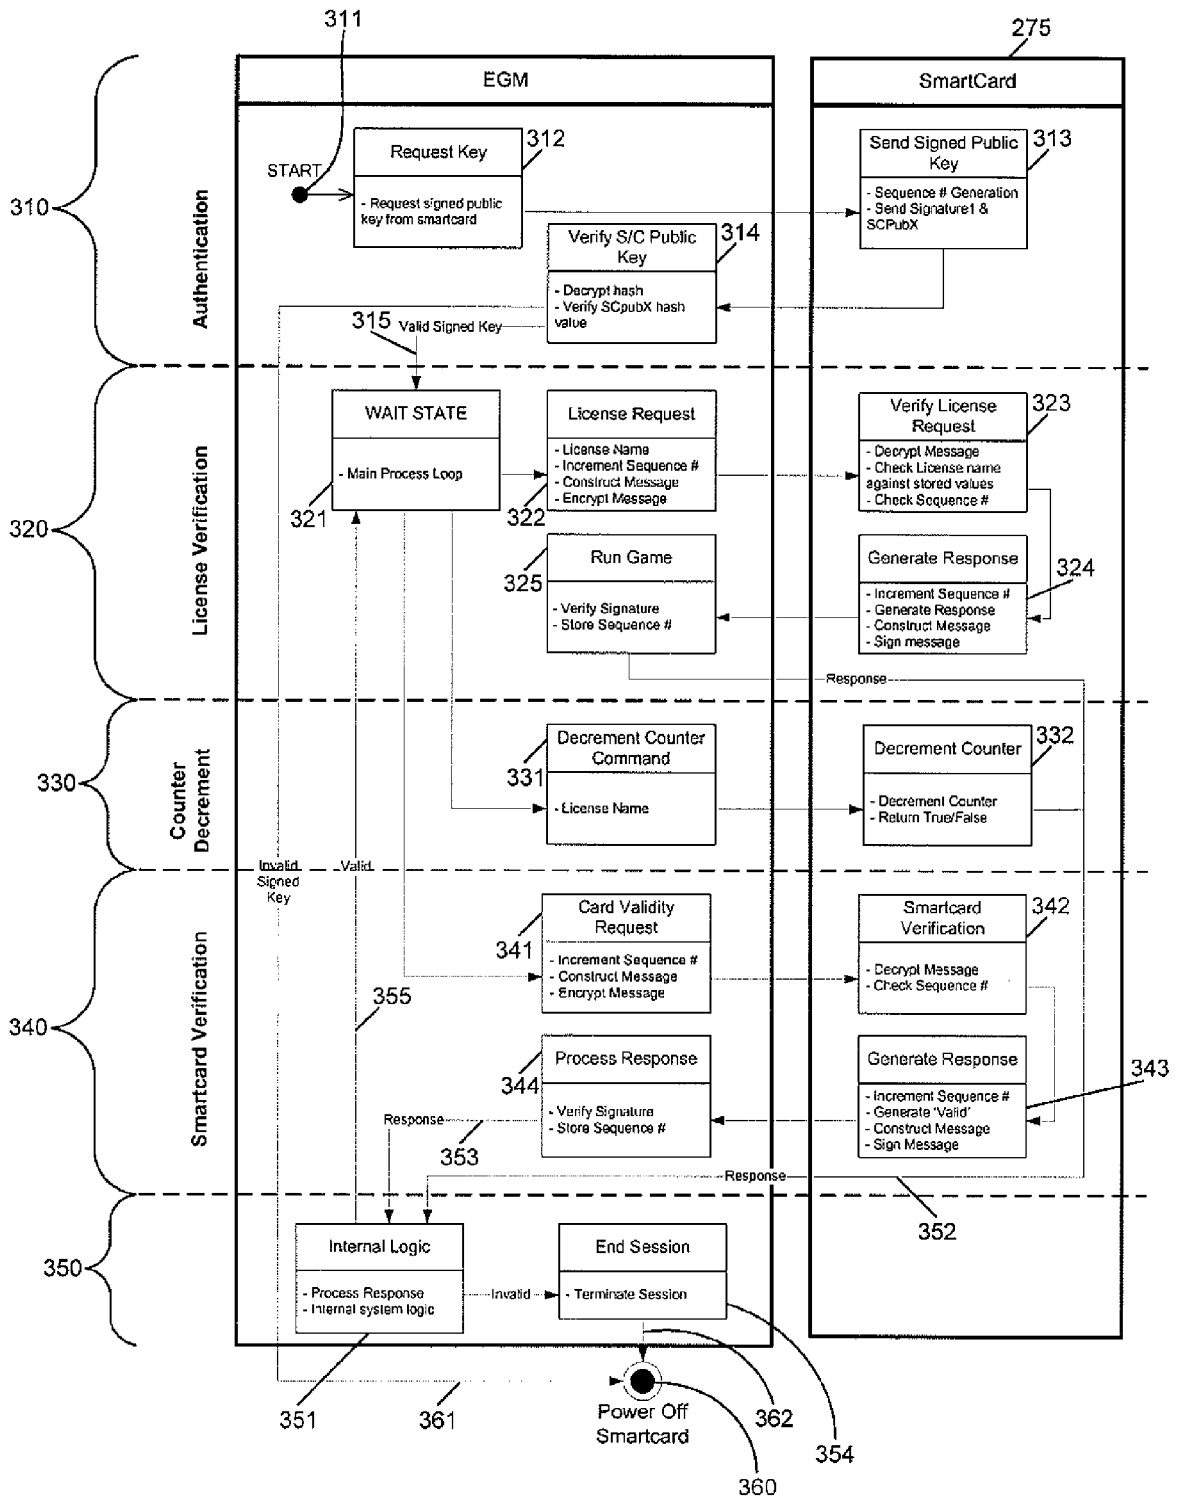 311
275
EGM
SmartCard
START
Request Key
312
- Request signed public
key from smartcard
Send Signed Public
Key
313
- Sequence # Generation
- Send Signature1 &
SCPubX
310
Authentication
Verify S/C Public
Key
314
- Decrypt hash
- Verify SCpubX hash
value
315
Valid Signed Key
320
License Verification
WAIT STATE
- Main Process Loop
321
License Request
- License Name
- Increment Sequence #
- Construct Message
- Encrypt Message
322
Verify License
Request
323
- Decrypt Message
- Check License name
against stored values
- Check Sequence #
Run Game
325
- Verify Signature
- Store Sequence #
Generate Response
324
- Increment Sequence #
- Generate Response
- Construct Message
- Sign message
Response
330
Counter
Decrement
Decrement Counter
Command
331
- License Name
Decrement Counter
332
- Decrement Counter
- Return True/False
Invalid
Signed
Key
Valid
340
Smartcard Verification
Card Validity
Request
341
- Increment Sequence #
- Construct Message
- Encrypt Message
Smartcard
Verification
342
- Decrypt Message
- Check Sequence #
355
Process Response
344
- Verify Signature
- Store Sequence #
Generate Response
343
- Increment Sequence #
- Generate 'Valid'
- Construct Message
- Sign Message
Response
353
Response
352
350
Internal Logic
- Process Response
- Internal system logic
Invalid
End Session
- Terminate Session
351
361
Power Off
Smartcard
362
354
360